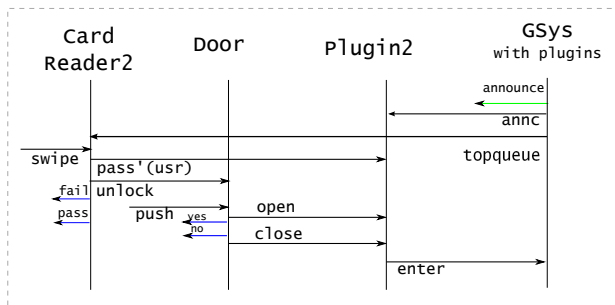 Card
Reader2
Door
Plugin2
GSys
with plugins
announce
annc
swipe
topqueue
pass'(usr)
fail
unlock
pass
push
yes
open
no
close
enter